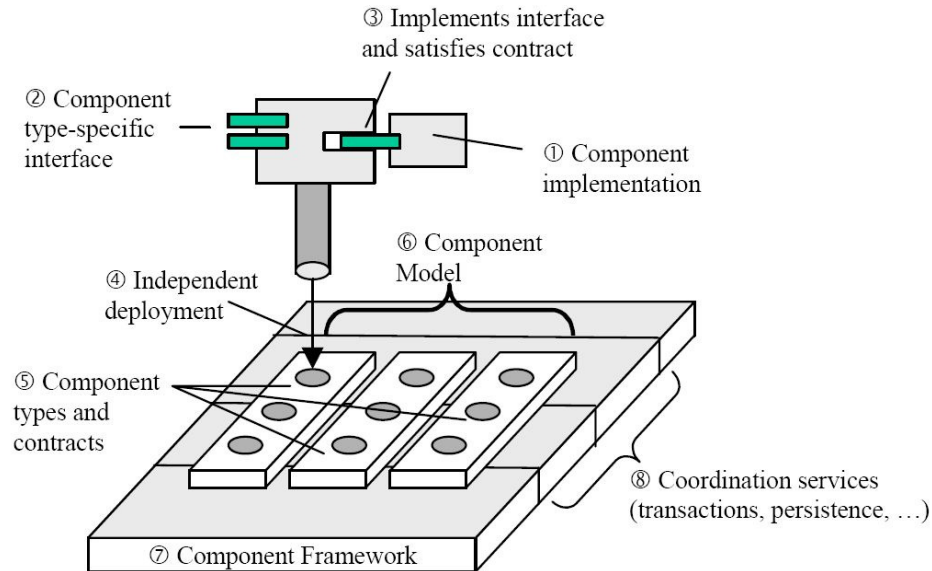 ③ Implements interface
and satisfies contract
② Component
type-specific
interface
① Component
implementation
⑥ Component
Model
④ Independent
deployment
⑤ Component
types and
contracts
⑧ Coordination services
(transactions, persistence, …)
⑦ Component Framework